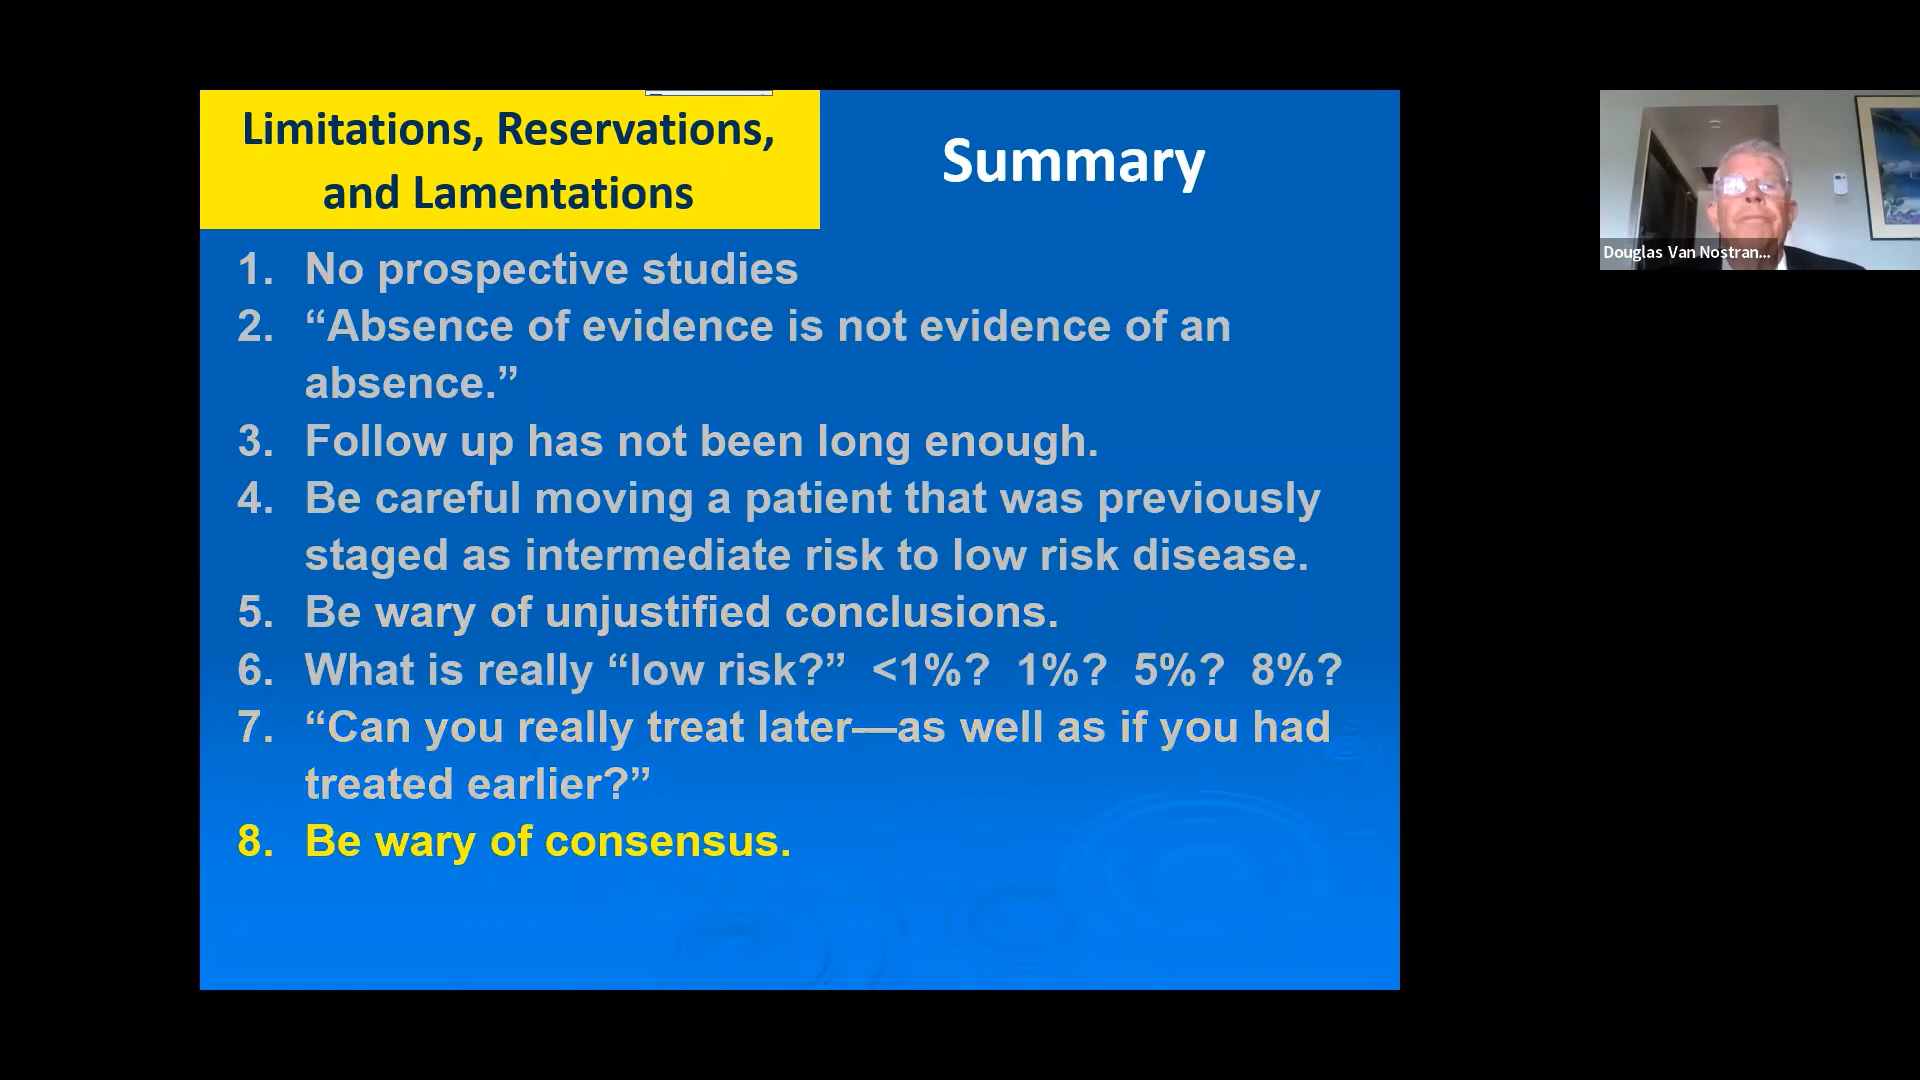 Limitations, Reservations,
and Lamentations
Summary
1. No prospective studies
2. “Absence of evidence is not evidence of an
absence.”
3. Follow up has not been long enough.
4. Be careful moving a patient that was previously
staged as intermediate risk to low risk disease.
5. Be wary of unjustified conclusions.
6. What is really “low risk?” <1%? 1%? 5%? 8%?
7. “Can you really treat later—as well as if you had
treated earlier?”
8. Be wary of consensus.
Douglas Van Nostran...